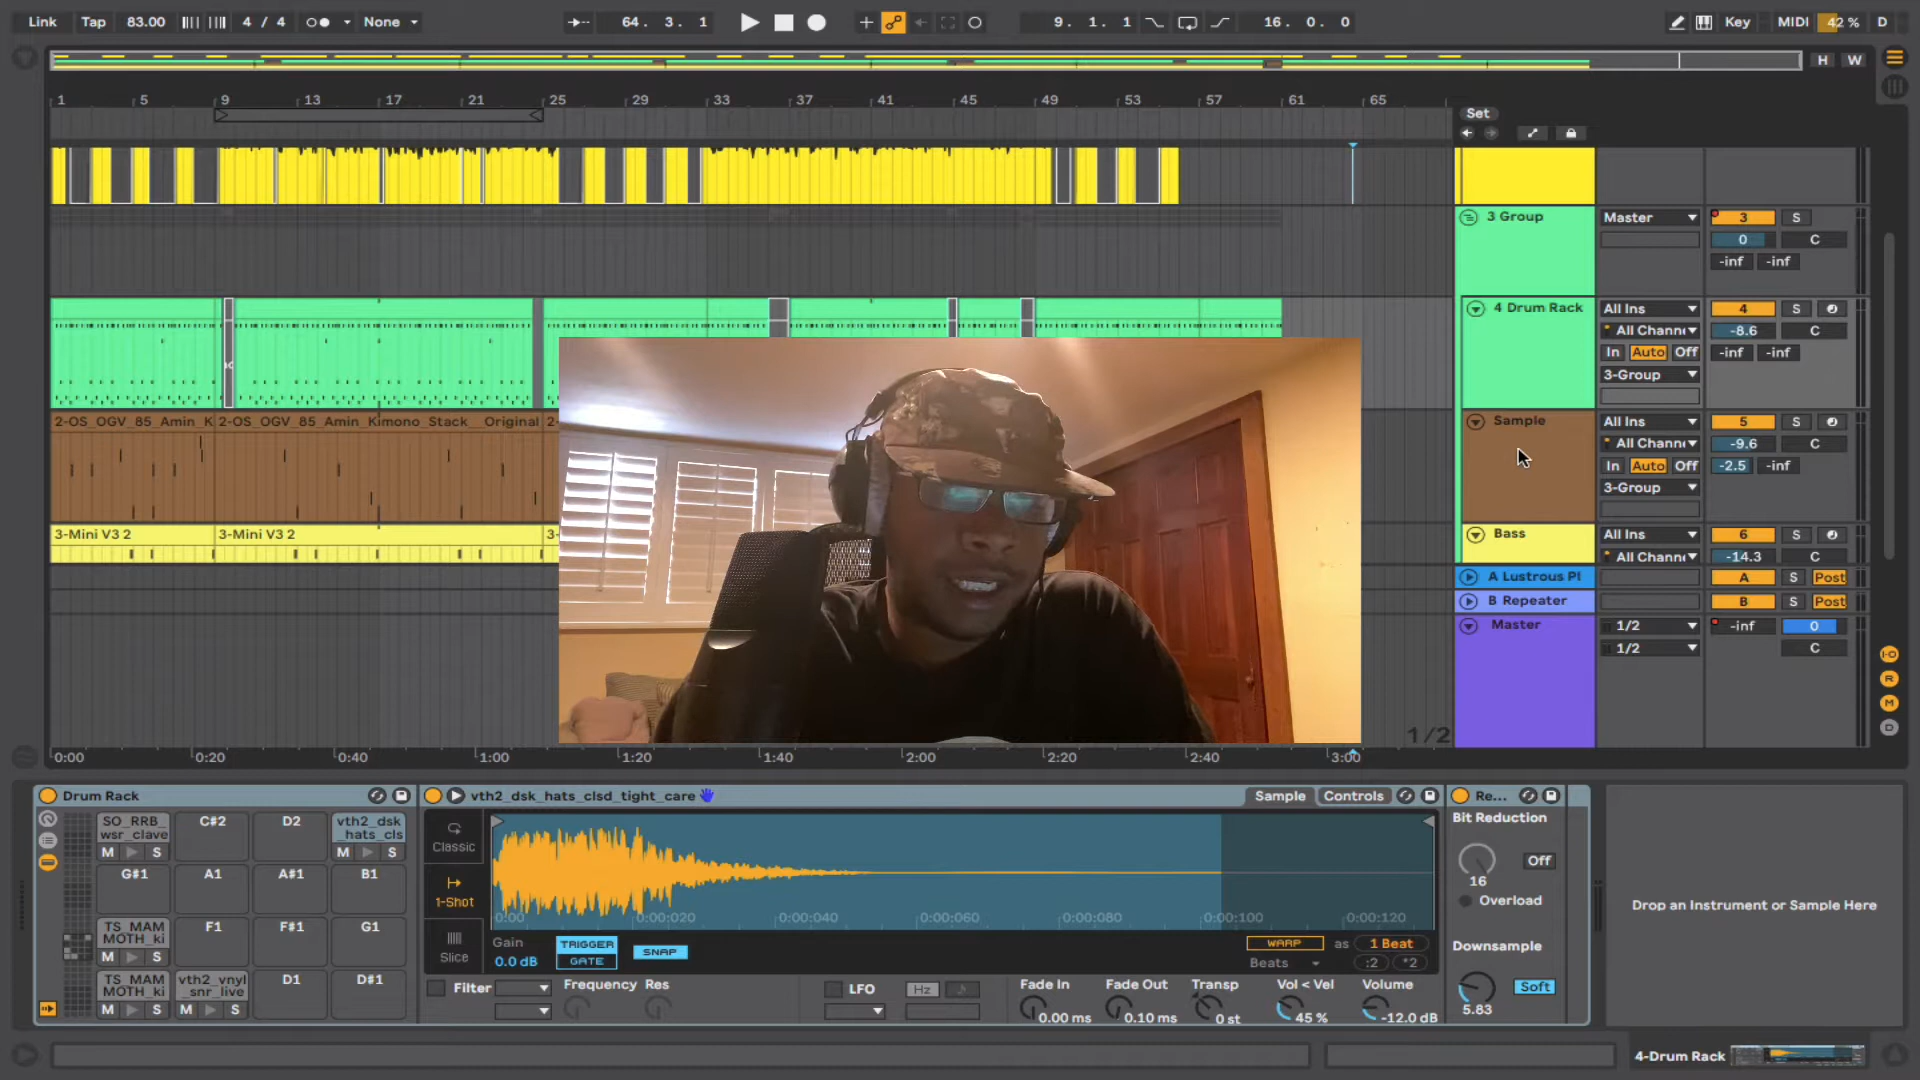 Link Tap 83.00 4 / 4 None 64. 3. 1 9. 1. 1 16. 0. 0 Key MIDI 42 % D
H W
1 5 9 13 17 21 25 29 33 37 41 45 49 53 57 61 65
Set
3 Group Master 3 S
0 C
-inf -inf
4 Drum Rack All Ins 4 S
All Channe -8.6 C
In Auto Off -inf -inf
3-Group
2-OS_OGV_85_Amin_K 2-OS_OGV_85_Amin_Kimono_Stack__Original 2- Sample All Ins 5 S
All Channe -9.6 C
In Auto Off -2.5 -inf
3-Group
3-Mini V3 2 3-Mini V3 2 3- Bass All Ins 6 S
All Channe -14.3 C
A Lustrous Pl A S Post
B Repeater B S Post
Master 1/2 -inf 0
1/2 C
I-O
R
M
D
1/2
0:00 0:20 0:40 1:00 1:20 1:40 2:00 2:20 2:40 3:00
Drum Rack
SO_RRB_
wsr_clave
M S
C#2
D2
vth2_dsk
_hats_cls
M S
G#1 A1 A#1 B1
TS_MAM
MOTH_ki
M S
F1 F#1 G1
TS_MAM
MOTH_ki
M S
vth2_vnyl
_snr_live
M S
D1 D#1
vth2_dsk_hats_clsd_tight_care Sample Controls
Classic
1-Shot
Slice
0:00 0:00:020 0:00:040 0:00:060 0:00:080 0:00:100 0:00:120
Gain
0.0 dB
TRIGGER
GATE
SNAP
WARP as 1 Beat
Beats :2 *2
Filter Frequency Res LFO Hz Fade In Fade Out Transp Vol < Vel Volume
0.00 ms 0.10 ms 0 st 45 % -12.0 dB
Re...
Bit Reduction
Off
16
Overload
Downsample
Soft
5.83
Drop an Instrument or Sample Here
4-Drum Rack